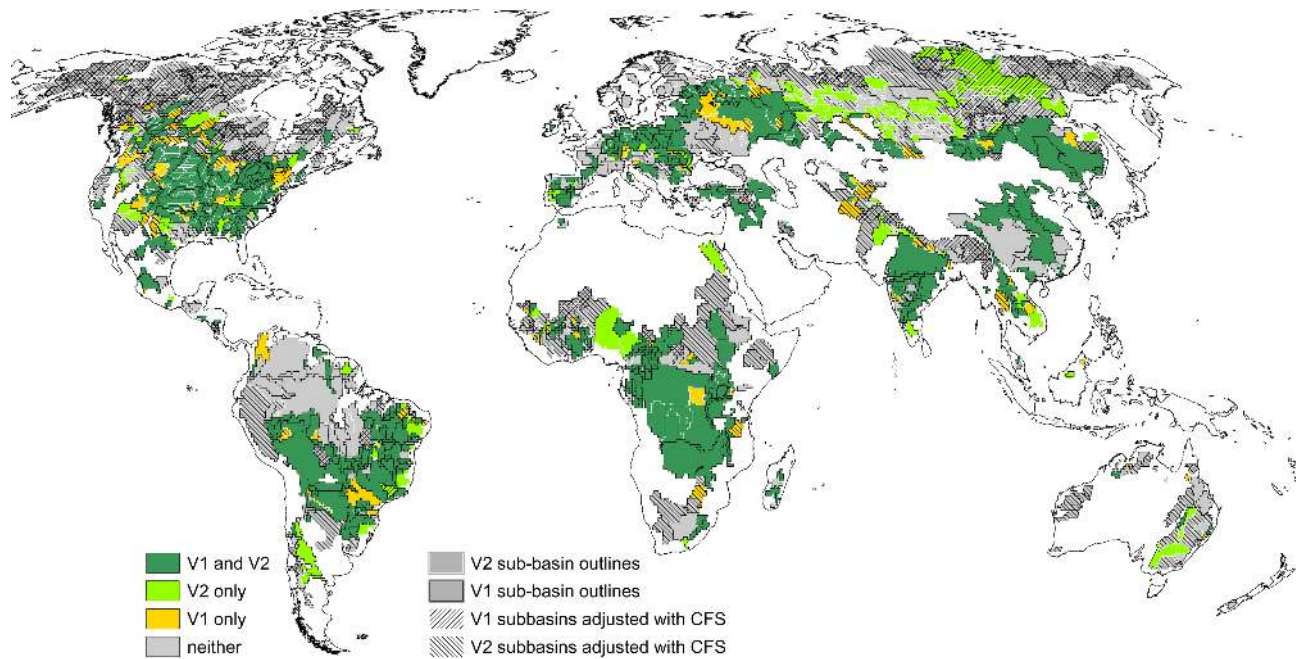 V1 and V2
V2 only
V1 only
neither
V2 sub-basin outlines
V1 sub-basin outlines
V1 subbasins adjusted with CFS
V2 subbasins adjusted with CFS